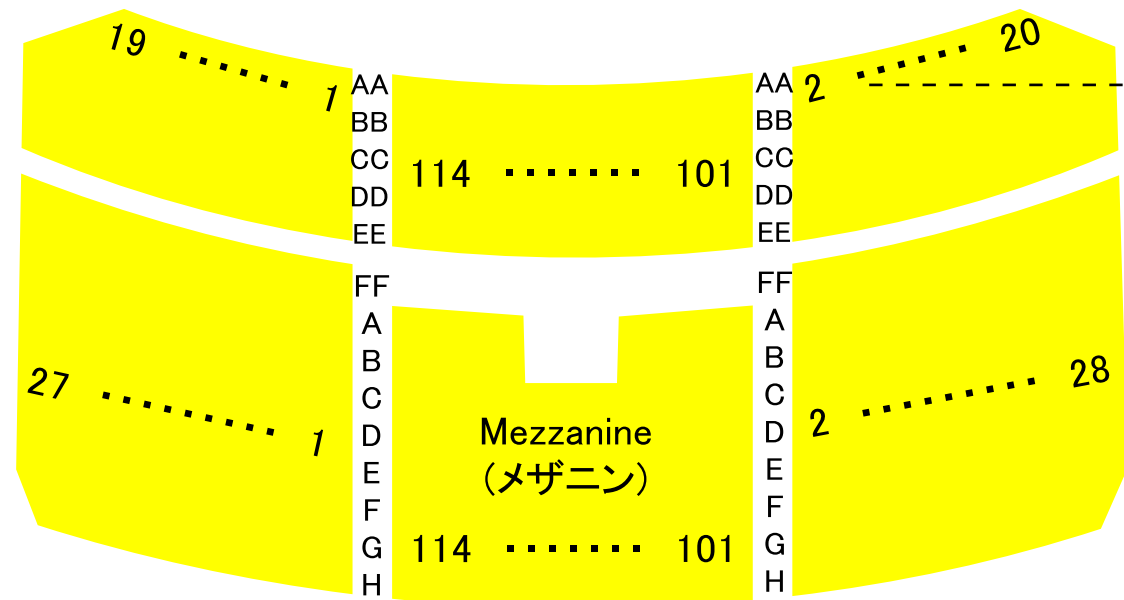 19 ....... 1 AA AA 2 ....... 20
BB BB
CC CC
114 ....... 101
DD DD
EE EE
FF FF
A A
B B
27 ......... 1 C C 2 ......... 28
D D
Mezzanine
(メザニン)
E E
F F
G 114 ....... 101 G
H H